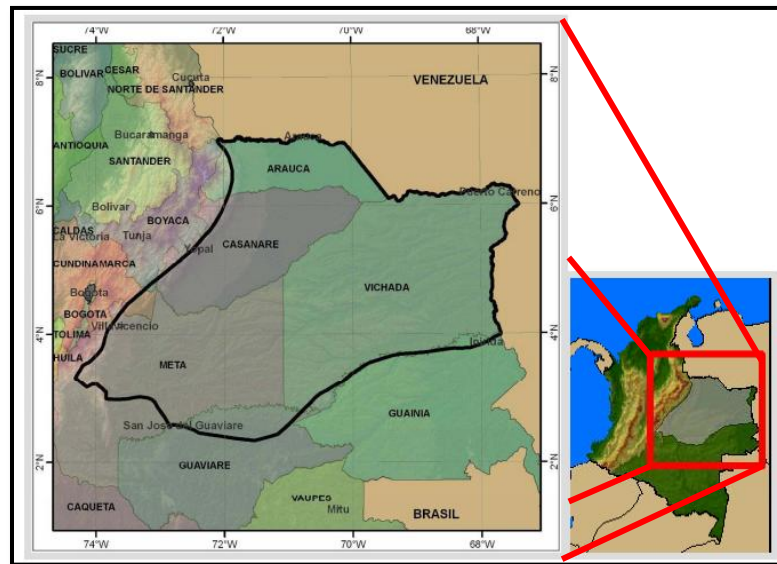 74°W 72°W 70°W 68°W
SUCRE
8°N
BOLIVAR CESAR
Cucuta
VENEZUELA
8°N
NORTE DE SANTANDER
Bucaramanga
Arauca
ANTIOQUIA
SANTANDER
ARAUCA
Puerto Carreno
6°N
Bolivar
BOYACA
6°N
CALDAS
La Victoria
Tunja
Yopal
CASANARE
CUNDINAMARCA
Bogota
VICHADA
BOGOTA
4°N
Villavicencio
4°N
TOLIMA
Inirida
HUILA
META
GUAINIA
San Jose del Guaviare
2°N
GUAVIARE
2°N
CAQUETA
VAUPES
Mitu
BRASIL
74°W 72°W 70°W 68°W